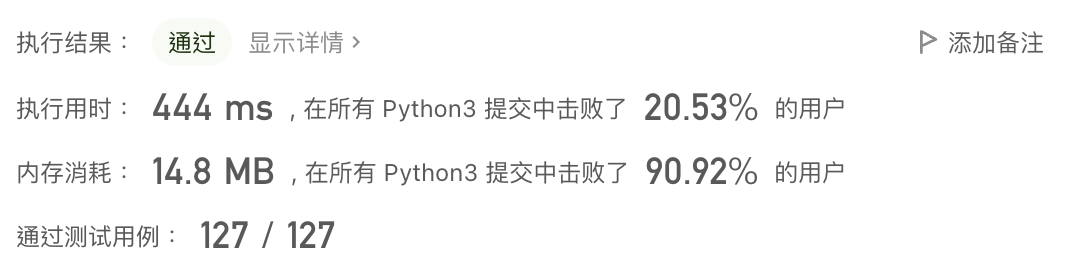 执行结果： 通过 显示详情 > 添加备注
执行用时： 444 ms , 在所有 Python3 提交中击败了 20.53% 的用户
内存消耗： 14.8 MB , 在所有 Python3 提交中击败了 90.92% 的用户
通过测试用例： 127 / 127